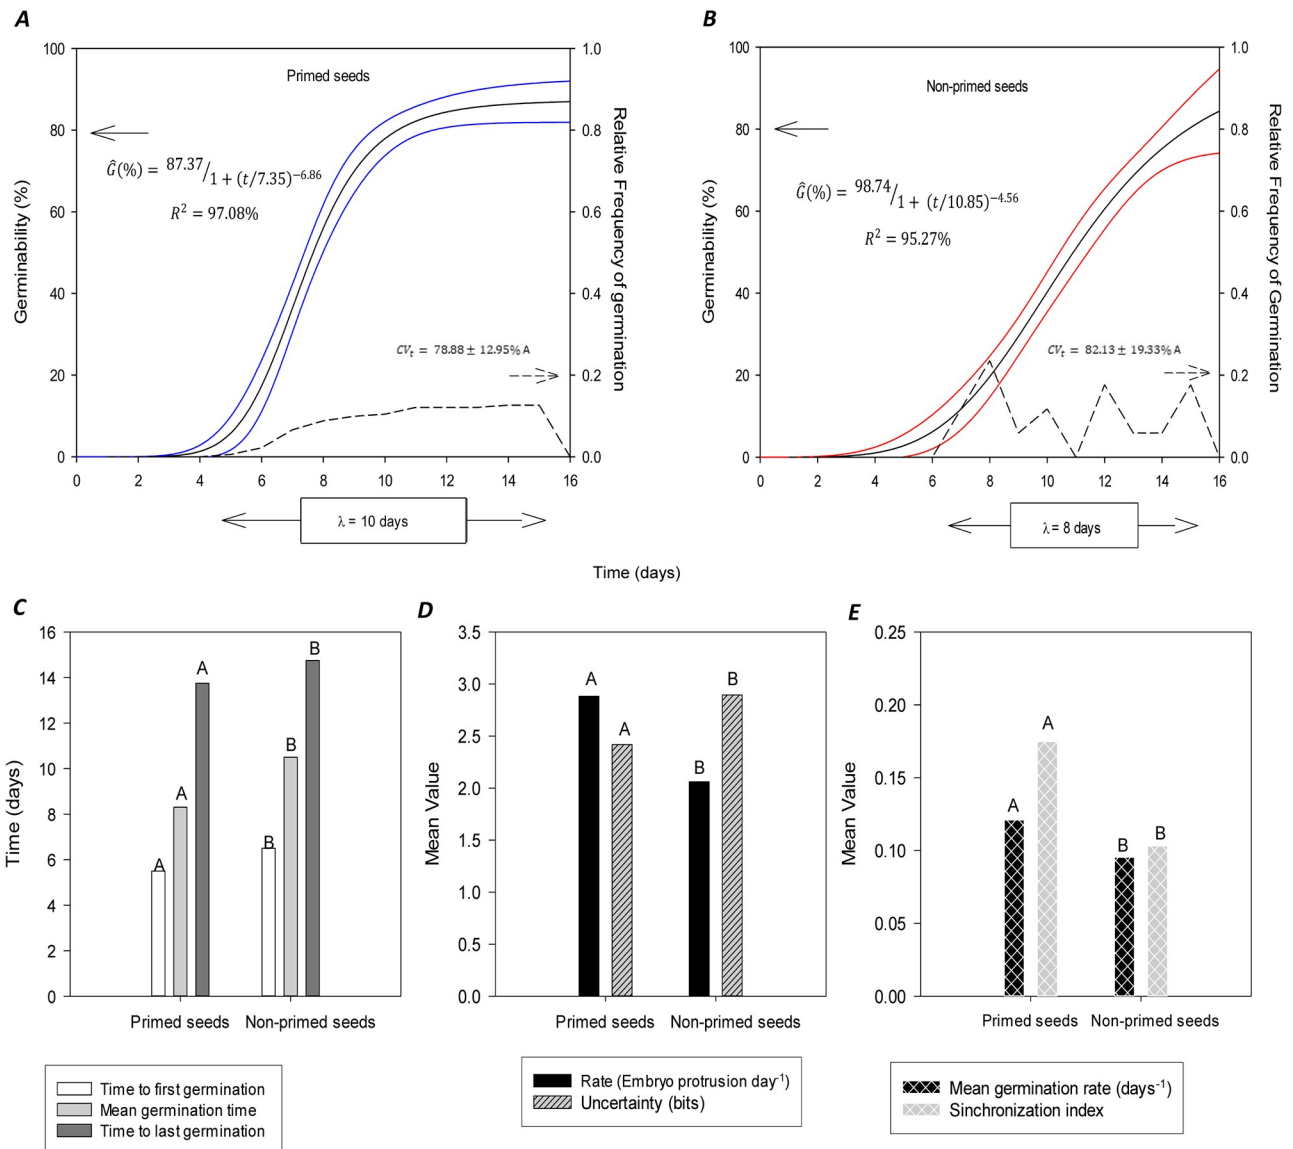 A
Primed seeds
Germinability (%)
100
80
60
40
20
0
Ĝ(%) = 87.37/1 + (t/7.35)^−6.86
R² = 97.08%
CVt = 78.88 ± 12.95% A
1.0
0.8
0.6
0.4
0.2
0.0
Relative Frequency of germination
0 2 4 6 8 10 12 14 16
λ = 10 days
B
Non-primed seeds
Germinability (%)
100
80
60
40
20
0
Ĝ(%) = 98.74/1 + (t/10.85)^−4.56
R² = 95.27%
CVt = 82.13 ± 19.33% A
1.0
0.8
0.6
0.4
0.2
0.0
Relative Frequency of Germination
0 2 4 6 8 10 12 14 16
λ = 8 days
Time (days)
C
Time (days)
16
14
12
10
8
6
4
2
0
A
A
A
B
B
B
Primed seeds Non-primed seeds
Time to first germination
Mean germination time
Time to last germination
D
Mean Value
3.5
3.0
2.5
2.0
1.5
1.0
0.5
0.0
A
A
B
B
Primed seeds Non-primed seeds
Rate (Embryo protrusion day⁻¹)
Uncertainty (bits)
E
Mean Value
0.25
0.20
0.15
0.10
0.05
0.00
A
A
B
B
Primed seeds Non-primed seeds
Mean germination rate (days⁻¹)
Sinchronization index